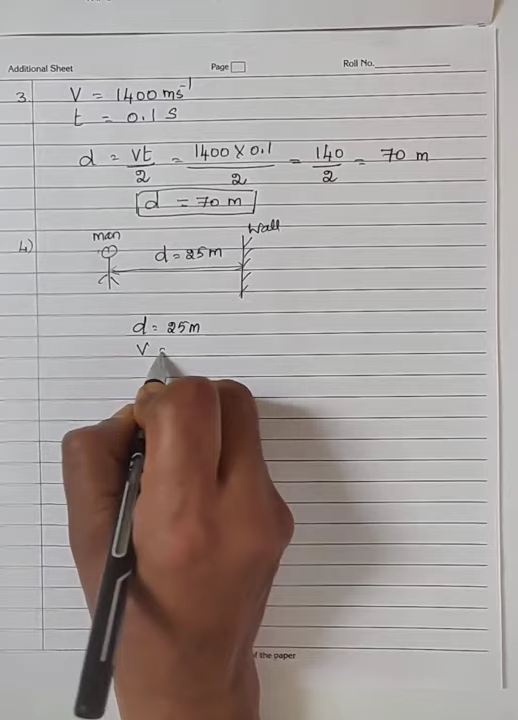 Additional Sheet Page Roll No.
3. V = 1400 ms⁻¹
t = 0.1 s
d = Vt/2 = 1400 X 0.1/2 = 140/2 = 70 m
d = 70 m
4) man wall
d = 25m
d = 25m
V =
of the paper